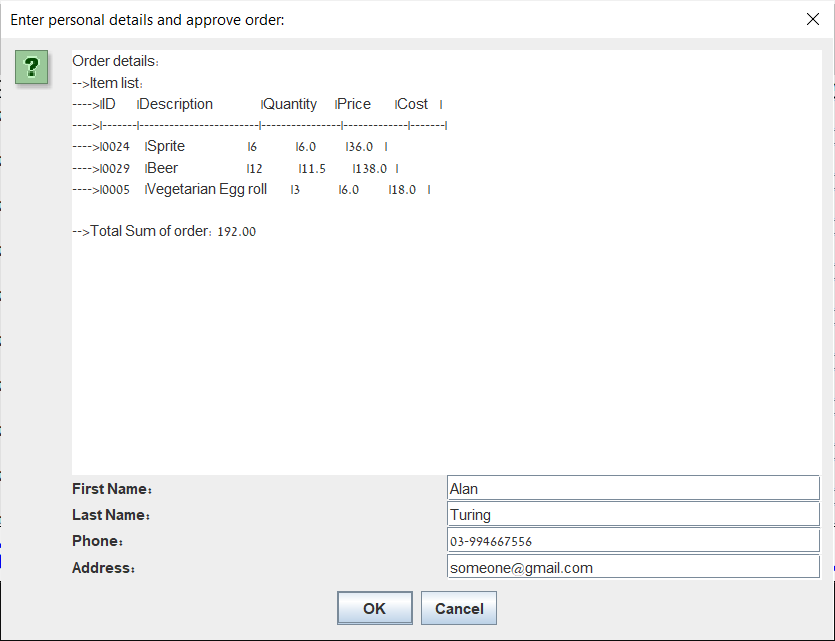 Enter personal details and approve order:
?
Order details:
-->Item list:
---->|ID |Description |Quantity |Price |Cost |
---->|-------|------------------------|----------------|-------------|-------|
---->|0024 |Sprite |6 |6.0 |36.0 |
---->|0029 |Beer |12 |11.5 |138.0 |
---->|0005 |Vegetarian Egg roll |3 |6.0 |18.0 |
-->Total Sum of order: 192.00
First Name: Alan
Last Name: Turing
Phone: 03-994667556
Address: someone@gmail.com
OK Cancel